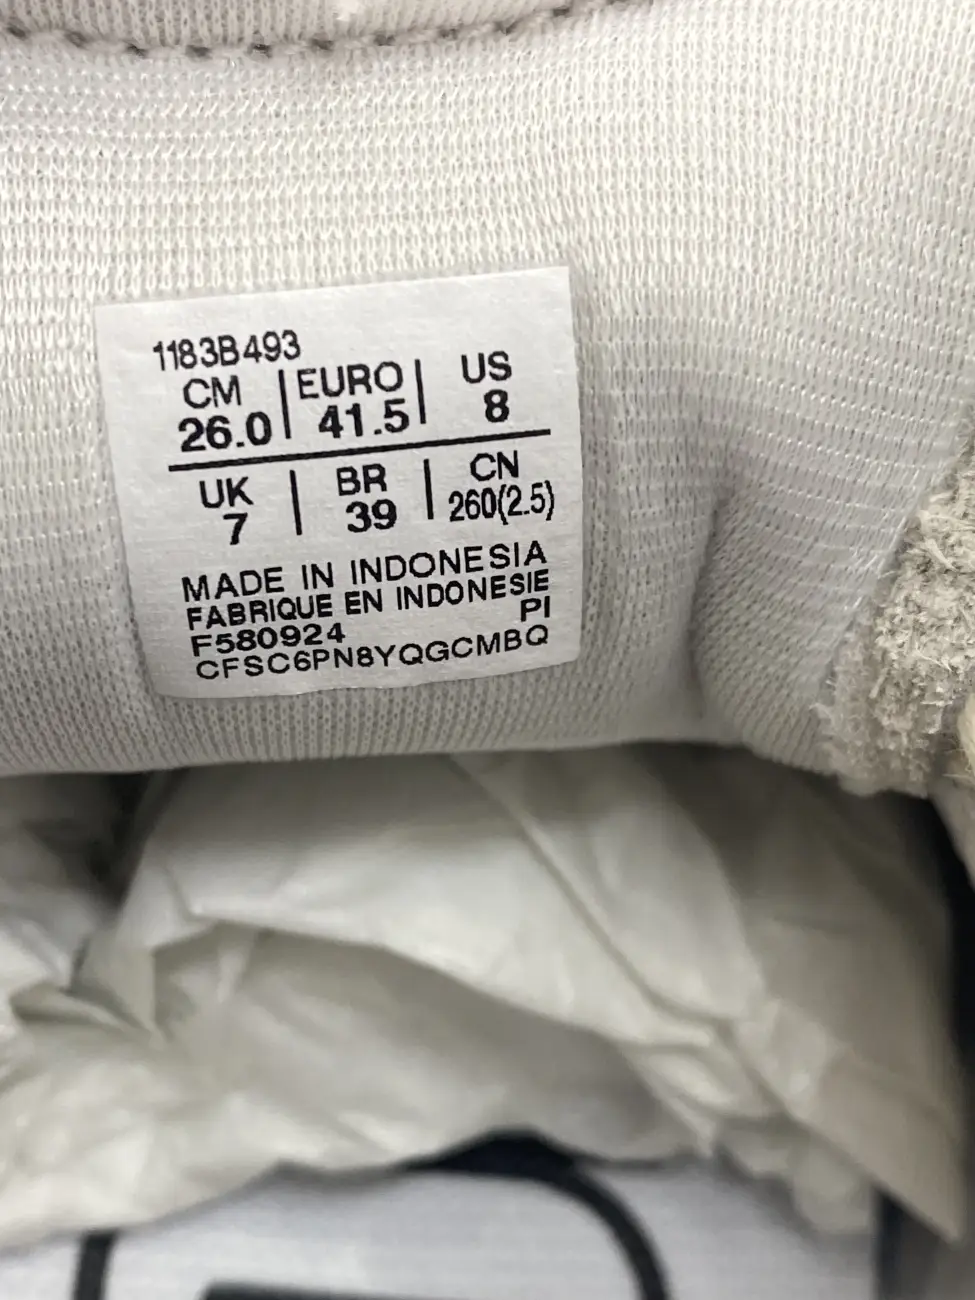 1183B493
CM | EURO | US
26.0 | 41.5 | 8
UK | BR | CN
7 | 39 | 260(2.5)
MADE IN INDONESIA
FABRIQUE EN INDONESIE
F580924 PI
CFSC6PN8YQGCMBQ